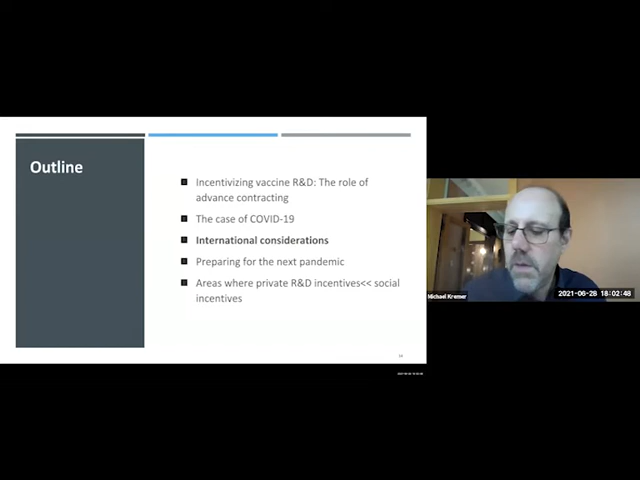 Outline
Incentivizing vaccine R&D: The role of
advance contracting
The case of COVID-19
International considerations
Preparing for the next pandemic
Areas where private R&D incentives<< social
incentives
Michael Kremer
2021-06-28 18:02:48